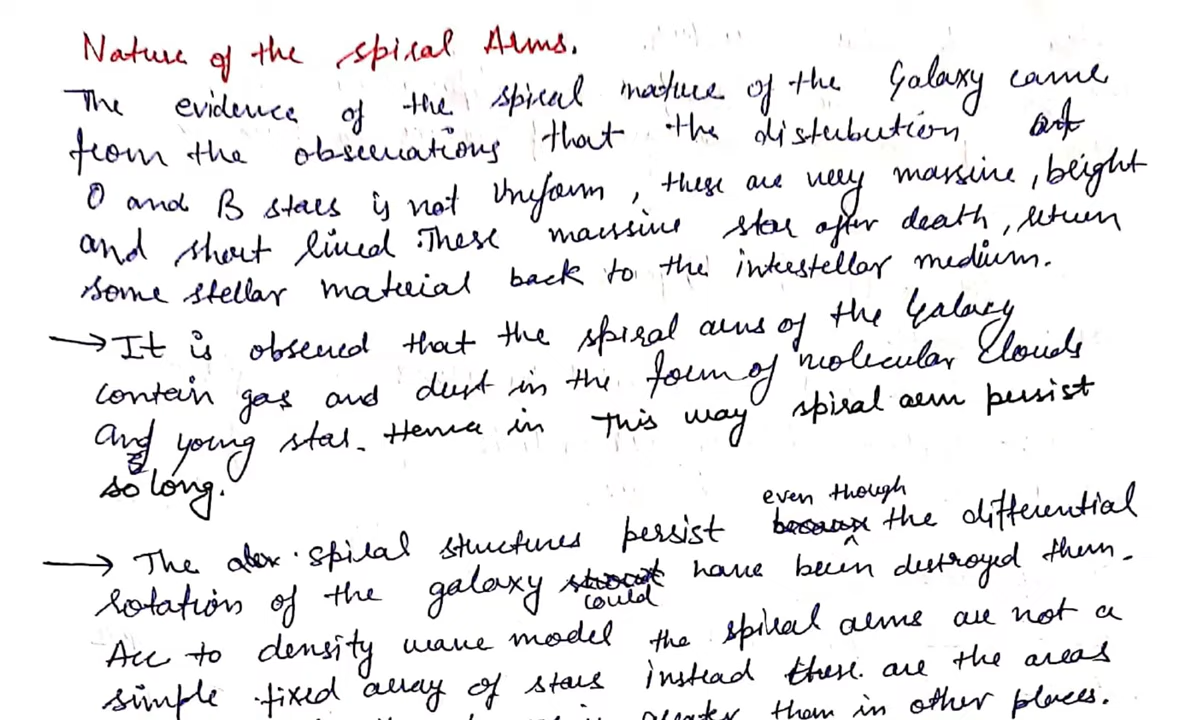 Nature of the spiral Arms.
The evidence of the spiral nature of the Galaxy came
from the observations that the distribution
O and B stars is not Uniform, these are very massive, bright
and short lived. These massive star after death, return
some stellar material back to the interstellar medium.
→ It is observed that the spiral arms of the Galaxy
contain gas and dust in the form of molecular Clouds
and young star. Hence in This way spiral arm persist
so long.
even though
→ The spiral structures persist the differential
rotation of the galaxy could have been destroyed them.
Acc to density wave model the spiral arms are not a
simple fixed array of stars instead these are the areas
greater them in other places.